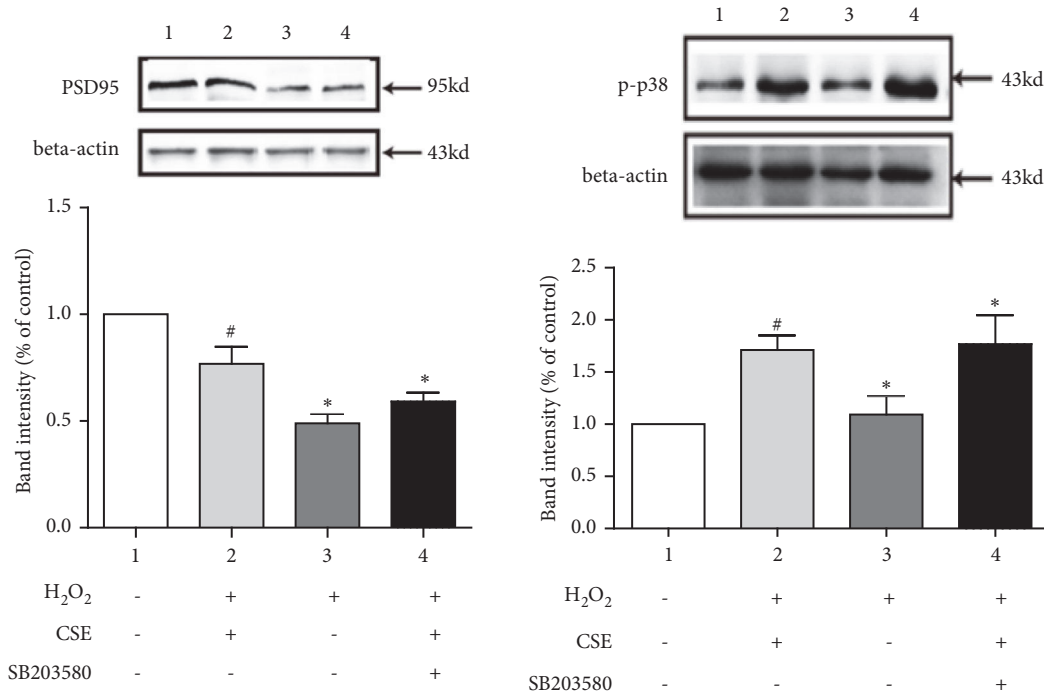 1 2 3 4
PSD95
95kd
beta-actin
43kd
Band intensity (% of control)
1.5
1.0
0.5
0.0
#
*
*
1 2 3 4
H₂O₂ - + + +
CSE - + - +
SB203580 - - - +
1 2 3 4
p-p38
43kd
beta-actin
43kd
Band intensity (% of control)
2.5
2.0
1.5
1.0
0.5
0.0
#
*
*
1 2 3 4
H₂O₂ - + + +
CSE - + - +
SB203580 - - - +